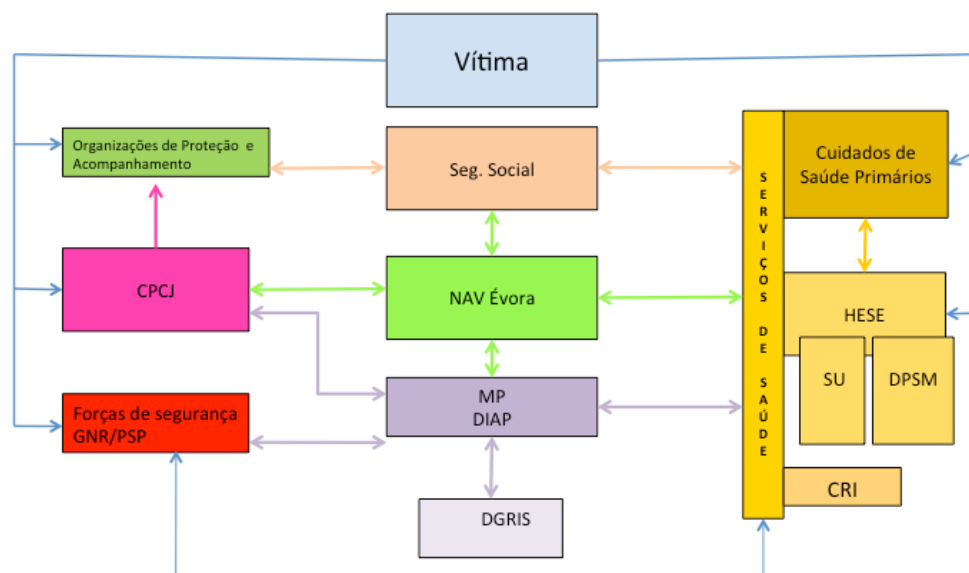 Vítima
Organizações de Proteção e
Acompanhamento
Seg. Social
Cuidados de
Saúde Primários
SERVIÇOS DE SAÚDE
CPCJ
NAV Évora
HESE
SU
DPSM
Forças de segurança
GNR/PSP
MP
DIAP
CRI
DGRIS